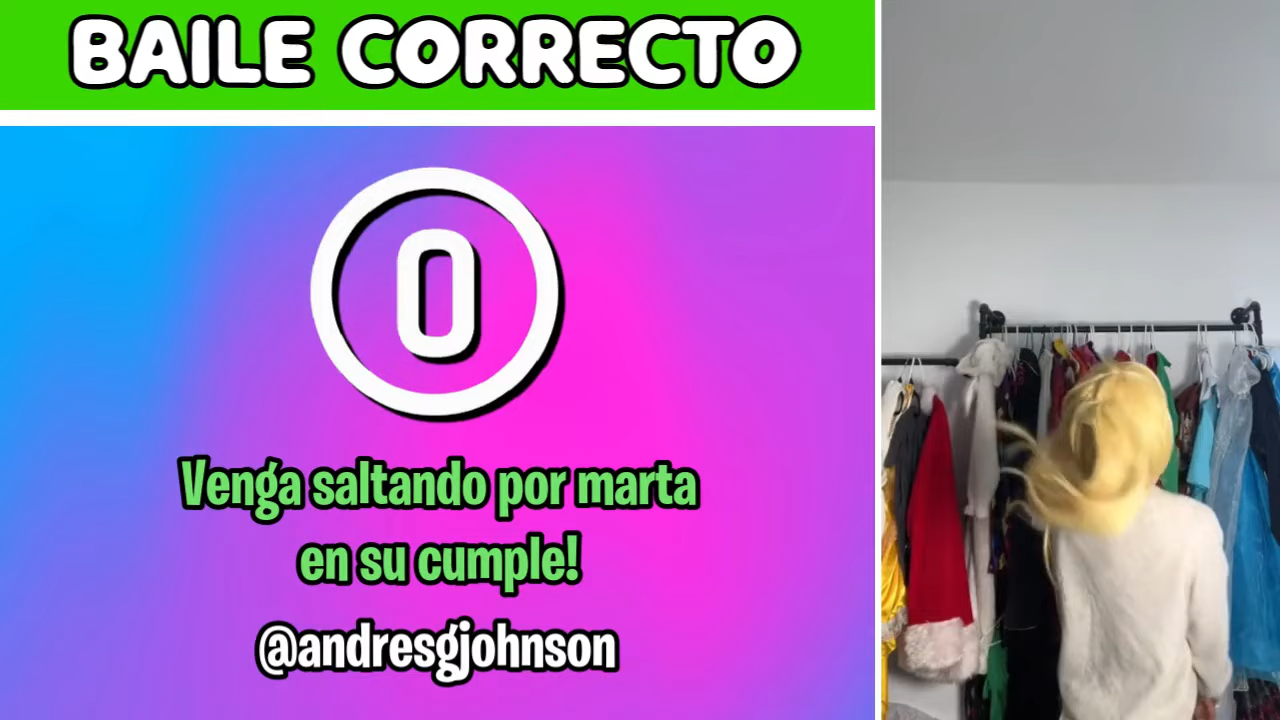 BAILE CORRECTO
0
Venga saltando por marta
en su cumple!
@andresgjohnson